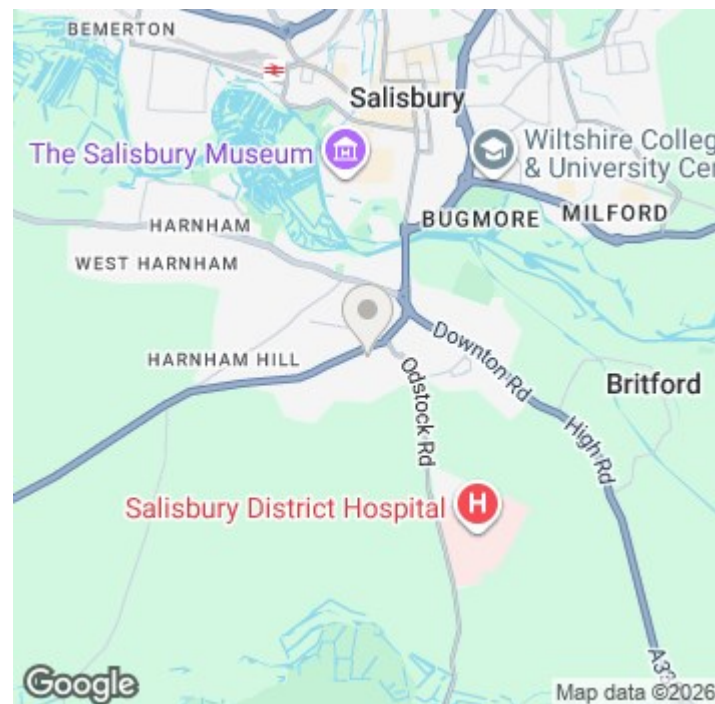 BEMERTON
Salisbury
The Salisbury Museum
Wiltshire Colleg
& University Cen
HARNHAM
BUGMORE
MILFORD
WEST HARNHAM
HARNHAM HILL
Downton Rd
Odstock Rd
Britford
High Rd
Salisbury District Hospital
H
Google
Map data ©2026